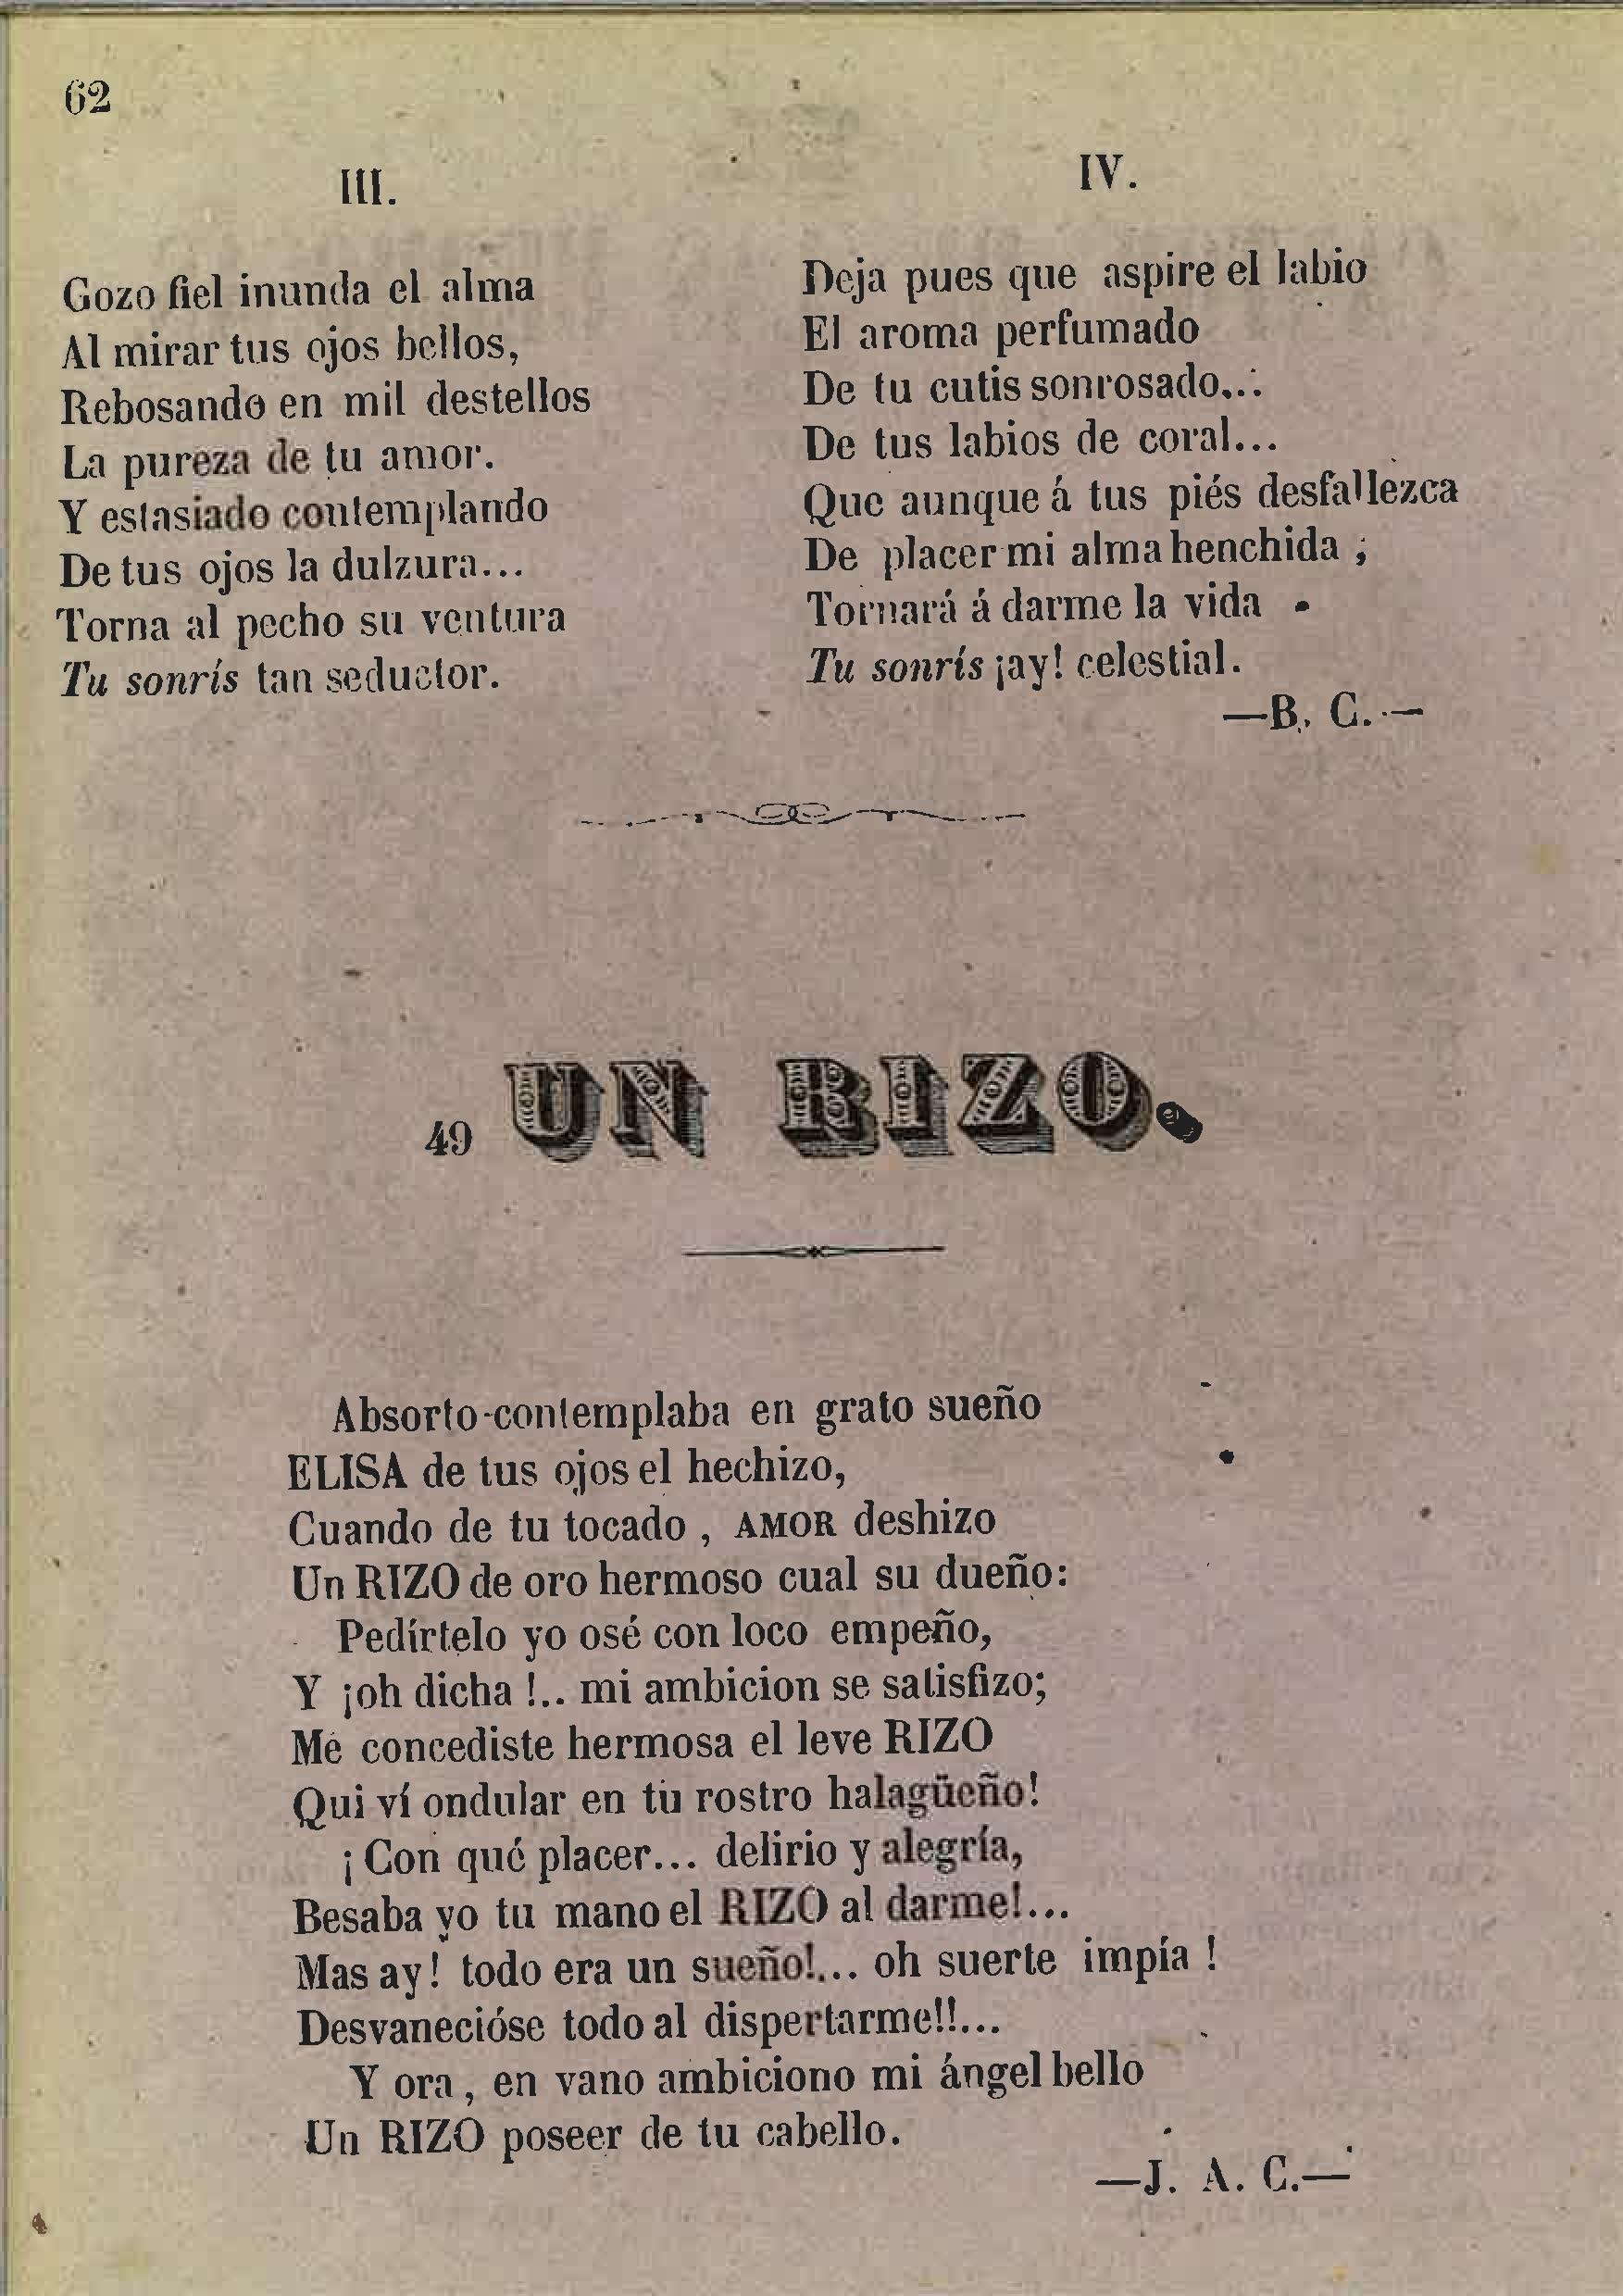 62
III.
Gozo fiel inunda el alma
Al mirar tus ojos bellos,
Rebosando en mil destellos
La pureza de tu amor.
Y estasiado contemplando
De tus ojos la dulzura...
Torna al pecho su ventura
Tu sonrís tan seductor.
IV.
Deja pues que aspire el labio
El aroma perfumado
De tu cutis sonrosado...
De tus labios de coral...
Que aunque á tus piés desfallezca
De placer mi alma henchida ;
Tornará á darme la vida
Tu sonrís ¡ay! celestial.
—B. C.—
49 UN RIZO.
Absorto contemplaba en grato sueño
ELISA de tus ojos el hechizo,
Cuando de tu tocado , AMOR deshizo
Un RIZO de oro hermoso cual su dueño:
Pedírtelo yo osé con loco empeño,
Y ¡oh dicha !.. mi ambicion se satisfizo;
Me concediste hermosa el leve RIZO
Qui ví ondular en tu rostro halagüeño!
¡ Con qué placer... delirio y alegría,
Besaba yo tu mano el RIZO al darme!...
Mas ay! todo era un sueño!... oh suerte impía !
Desvanecióse todo al dispertarme!!...
Y ora , en vano ambiciono mi ángel bello
Un RIZO poseer de tu cabello.
—J. A. C.—